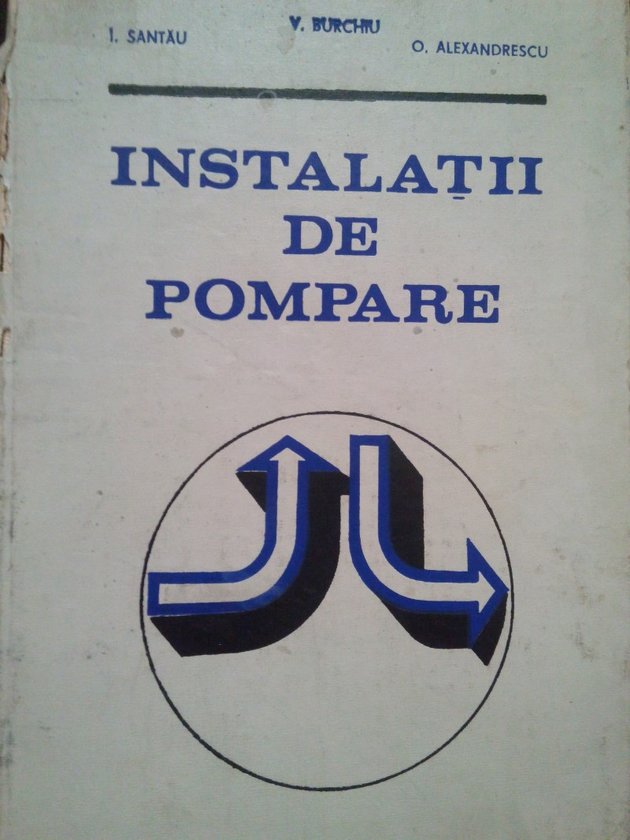 V. BURCHIU
I. SANTĂU
O. ALEXANDRESCU
INSTALAȚII
DE
POMPARE